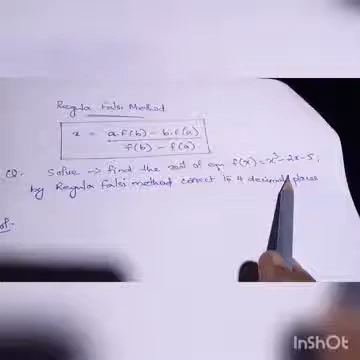 Regula Falsi Method
x = a.f(b) - b.f(a) / f(b) - f(a)
Q. Solve → find the root of eqn f(x) = x³ - 2x - 5,
by Regula Falsi method correct to 4 decimal places
Sol.
InShOt